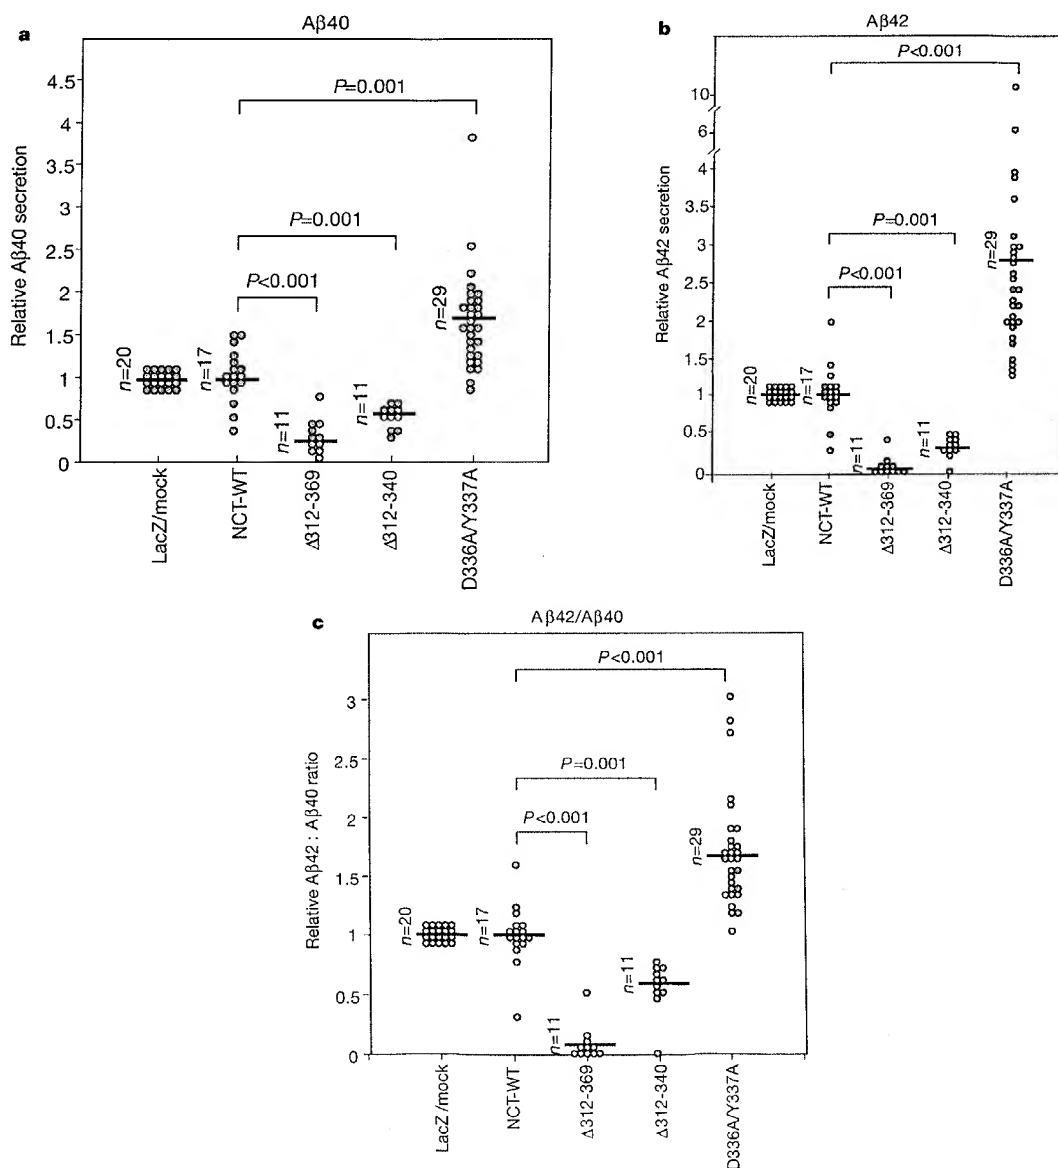 a
Aβ40
Relative Aβ40 secretion
4.5
4
3.5
3
2.5
2
1.5
1
0.5
0
P=0.001
P=0.001
P<0.001
n=20
n=17
n=11
n=11
n=29
LacZ/mock
NCT-WT
Δ312-369
Δ312-340
D336A/Y337A
b
Aβ42
Relative Aβ42 secretion
10
6
4
3.5
3
2.5
2
1.5
1
0.5
0
P<0.001
P=0.001
P<0.001
n=20
n=17
n=11
n=11
n=29
LacZ/mock
NCT-WT
Δ312-369
Δ312-340
D336A/Y337A
c
Aβ42/Aβ40
Relative Aβ42 : Aβ40 ratio
3
2.5
2
1.5
1
0.5
0
P<0.001
P=0.001
P<0.001
n=20
n=17
n=11
n=11
n=29
LacZ /mock
NCT-WT
Δ312-369
Δ312-340
D336A/Y337A